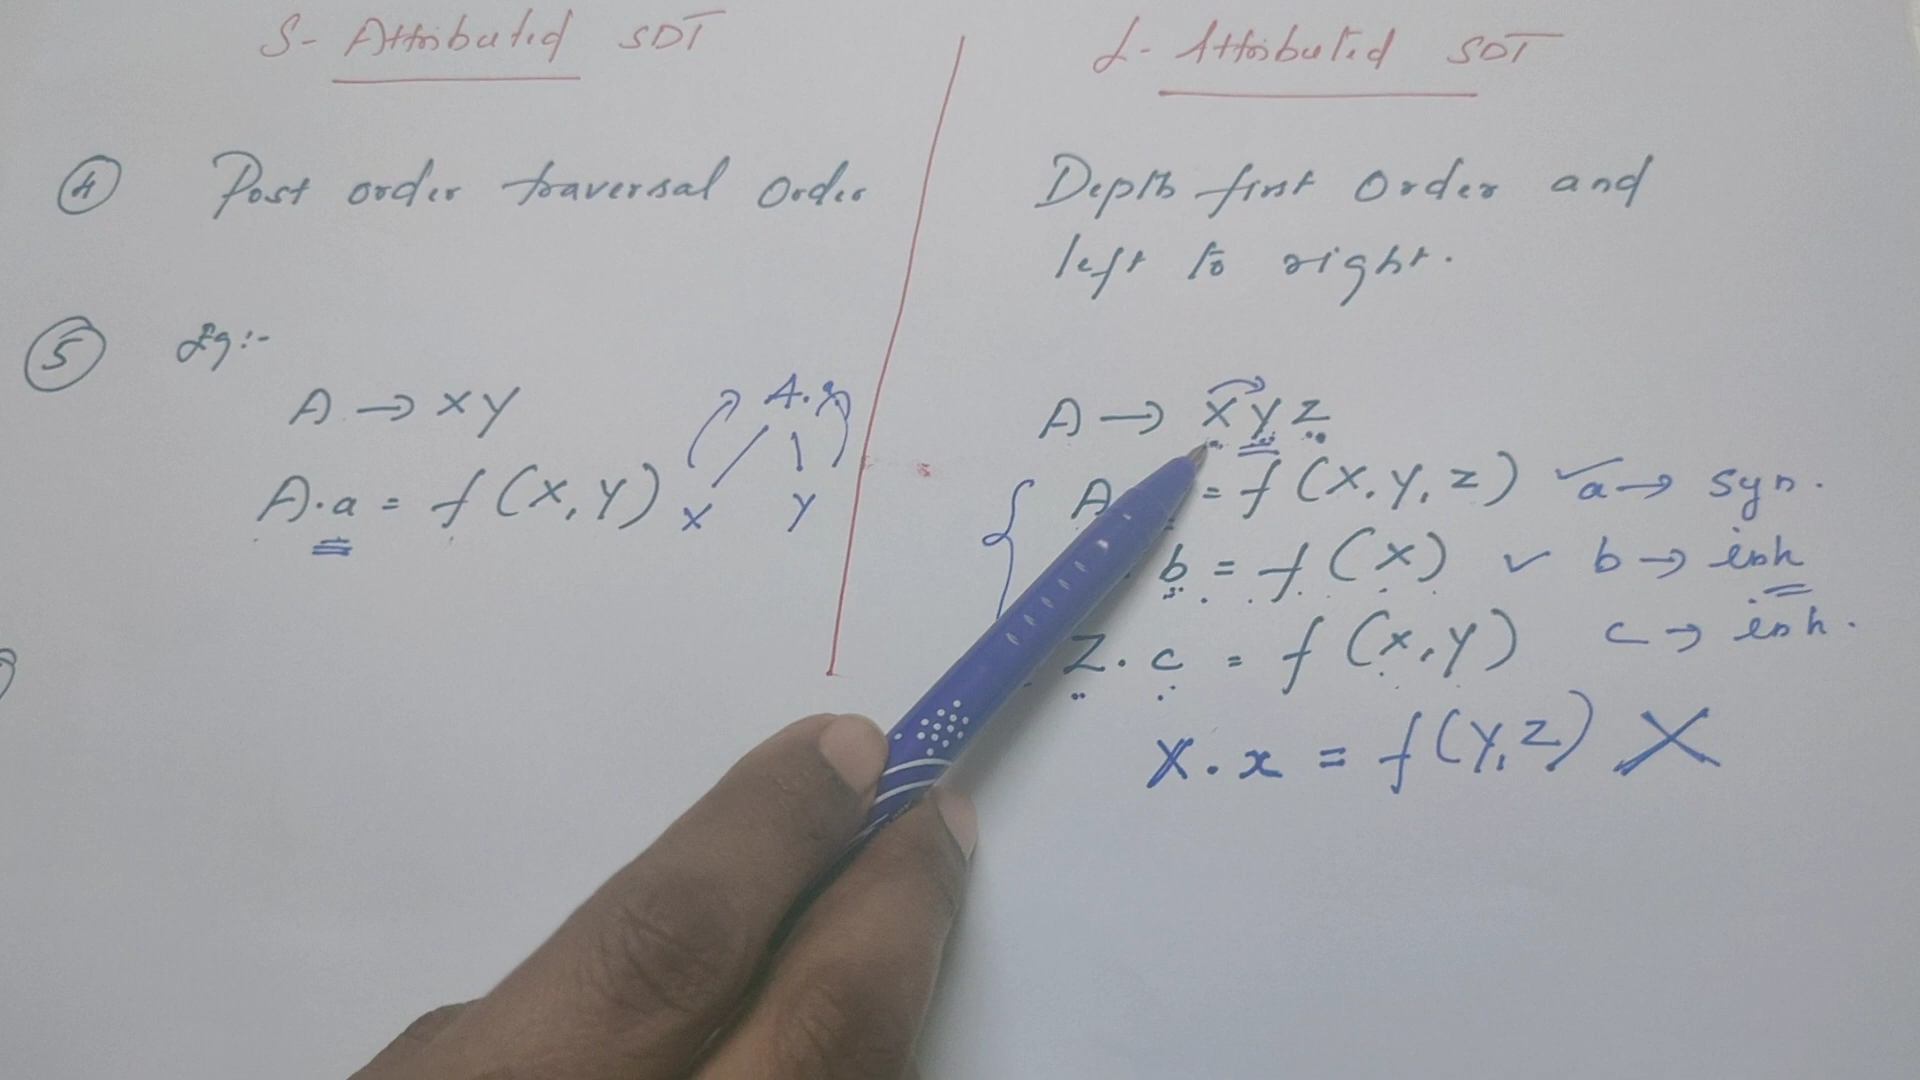 S- Attributed SDT
④ Post order traversal order
⑤ Eg:-
A → XY
A.a = f(X,Y)
X Y
L- Attributed SDT
Depth first order and
left to right.
A → XYZ
A = f(X,Y,Z) ✓ a → syn.
. b = f(X) ✓ b → inh
Z.c = f(X,Y) c → inh.
X.x = f(Y,Z) X